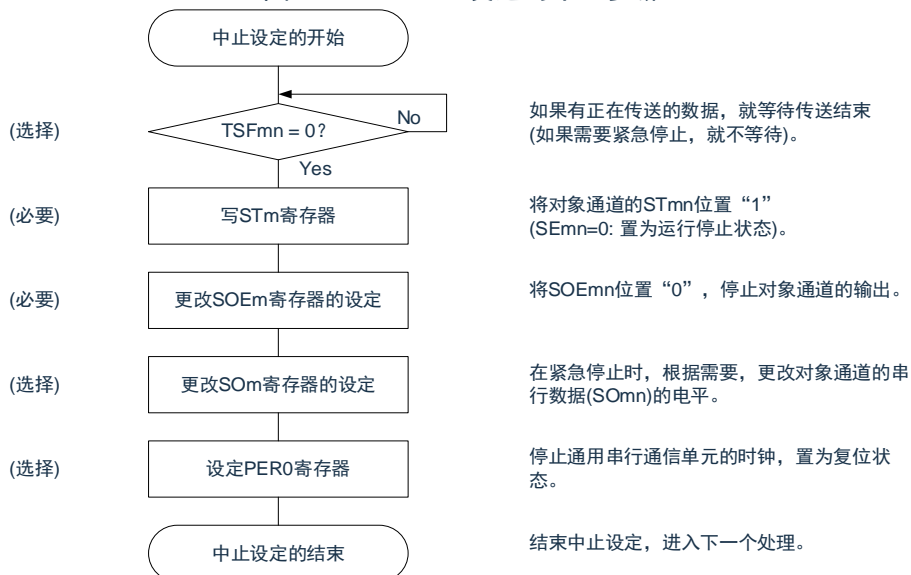 中止设定的开始
(选择)
TSFmn = 0?
No
Yes
如果有正在传送的数据，就等待传送结束
(如果需要紧急停止，就不等待)。
(必要)
写STm寄存器
将对象通道的STmn位置“1”
(SEmn=0: 置为运行停止状态)。
(必要)
更改SOEm寄存器的设定
将SOEmn位置“0”，停止对象通道的输出。
(选择)
更改SOm寄存器的设定
在紧急停止时，根据需要，更改对象通道的串
行数据(SOmn)的电平。
(选择)
设定PER0寄存器
停止通用串行通信单元的时钟，置为复位状
态。
中止设定的结束
结束中止设定，进入下一个处理。